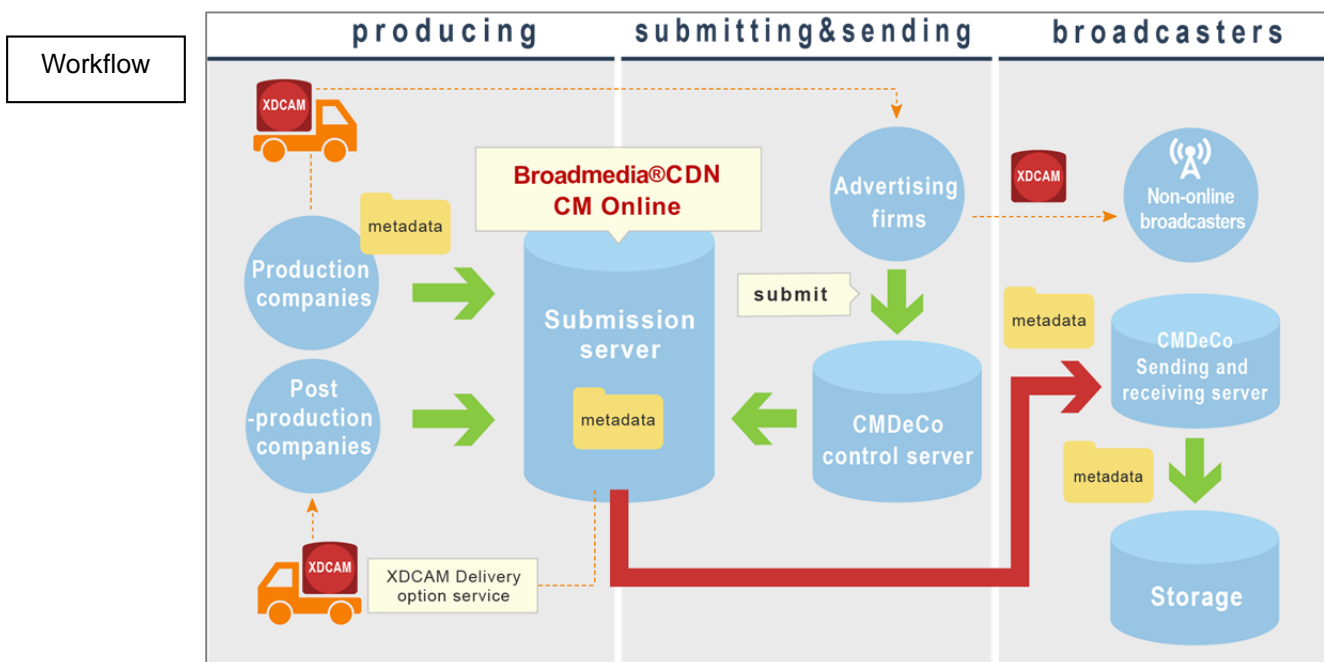 Workflow
producing
submitting&sending
broadcasters
XDCAM
Broadmedia®CDN
CM Online
metadata
Production
companies
Submission
server
metadata
Post
-production
companies
XDCAM
XDCAM Delivery
option service
Advertising
firms
submit
CMDeCo
control server
XDCAM
Non-online
broadcasters
metadata
CMDeCo
Sending and
receiving server
metadata
Storage